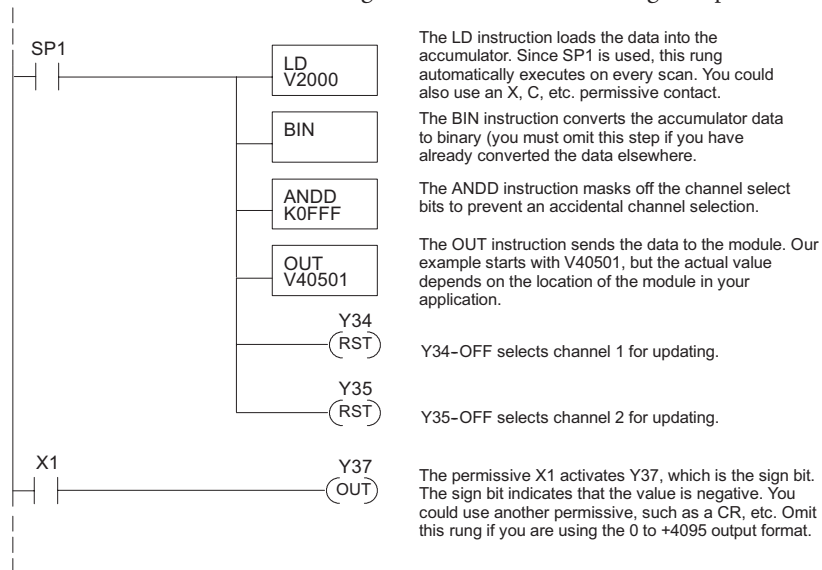 SP1
LD
V2000
The LD instruction loads the data into the
accumulator. Since SP1 is used, this rung
automatically executes on every scan. You could
also use an X, C, etc. permissive contact.
BIN
The BIN instruction converts the accumulator data
to binary (you must omit this step if you have
already converted the data elsewhere.
ANDD
K0FFF
The ANDD instruction masks off the channel select
bits to prevent an accidental channel selection.
OUT
V40501
The OUT instruction sends the data to the module. Our
example starts with V40501, but the actual value
depends on the location of the module in your
application.
Y34
RST
Y34-OFF selects channel 1 for updating.
Y35
RST
Y35-OFF selects channel 2 for updating.
X1
Y37
OUT
The permissive X1 activates Y37, which is the sign bit.
The sign bit indicates that the value is negative. You
could use another permissive, such as a CR, etc. Omit
this rung if you are using the 0 to +4095 output format.